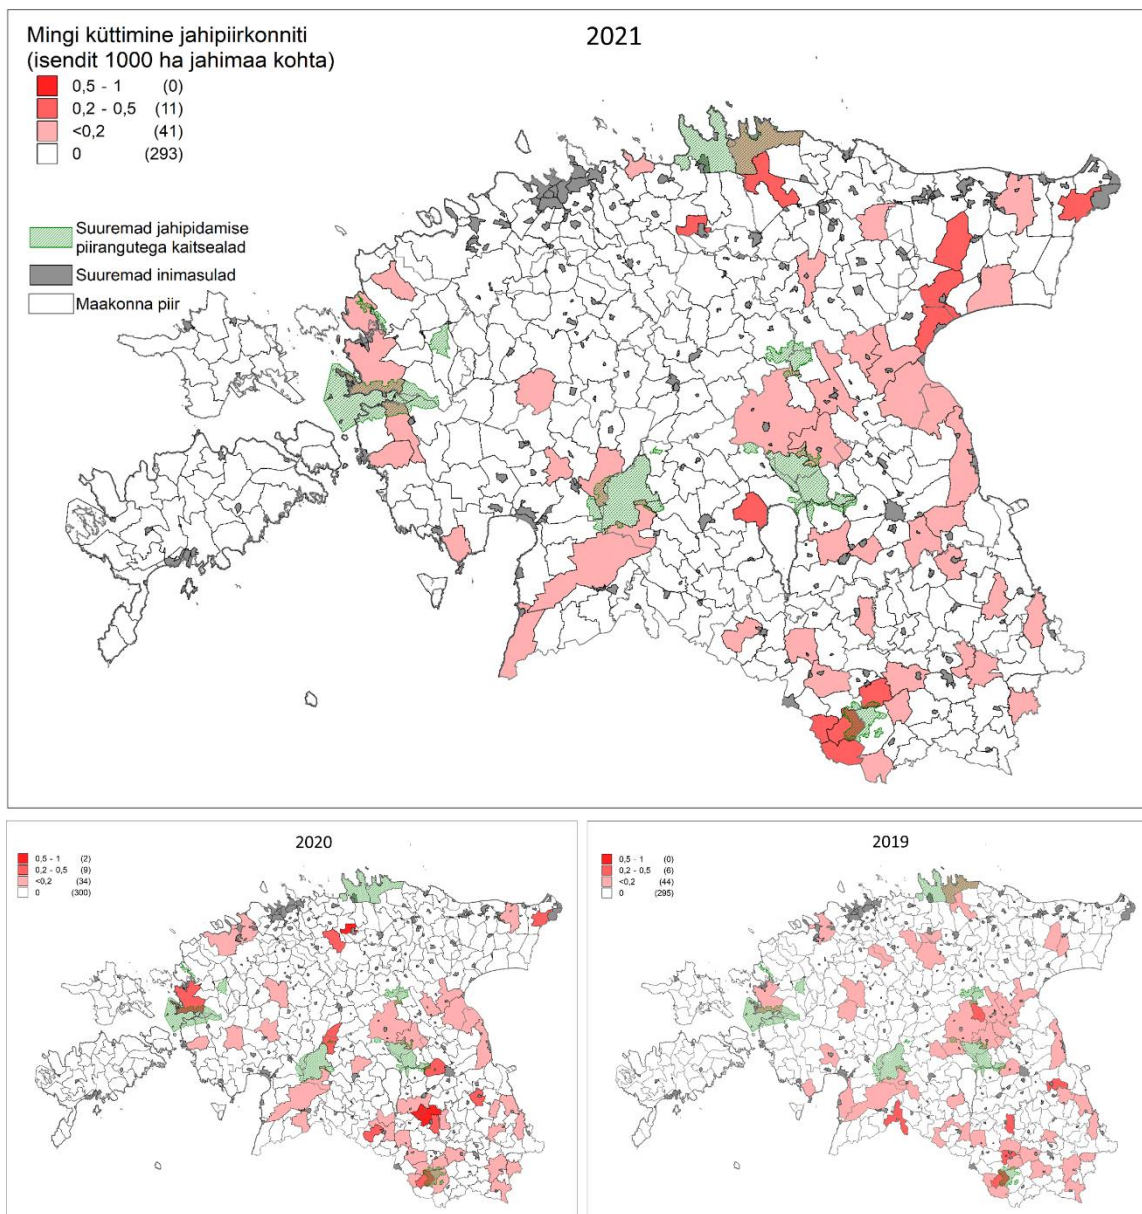 Mingi küttimine jahipiirkonniti
(isendit 1000 ha jahimaa kohta)
2021
0,5 - 1 (0)
0,2 - 0,5 (11)
<0,2 (41)
0 (293)
Suuremad jahipidamise
piirangutega kaitsealad
Suuremad inimasulad
Maakonna piir
2020
0,5 - 1 (2)
0,2 - 0,5 (9)
<0,2 (34)
0 (300)
2019
0,5 - 1 (0)
0,2 - 0,5 (6)
<0,2 (44)
0 (295)